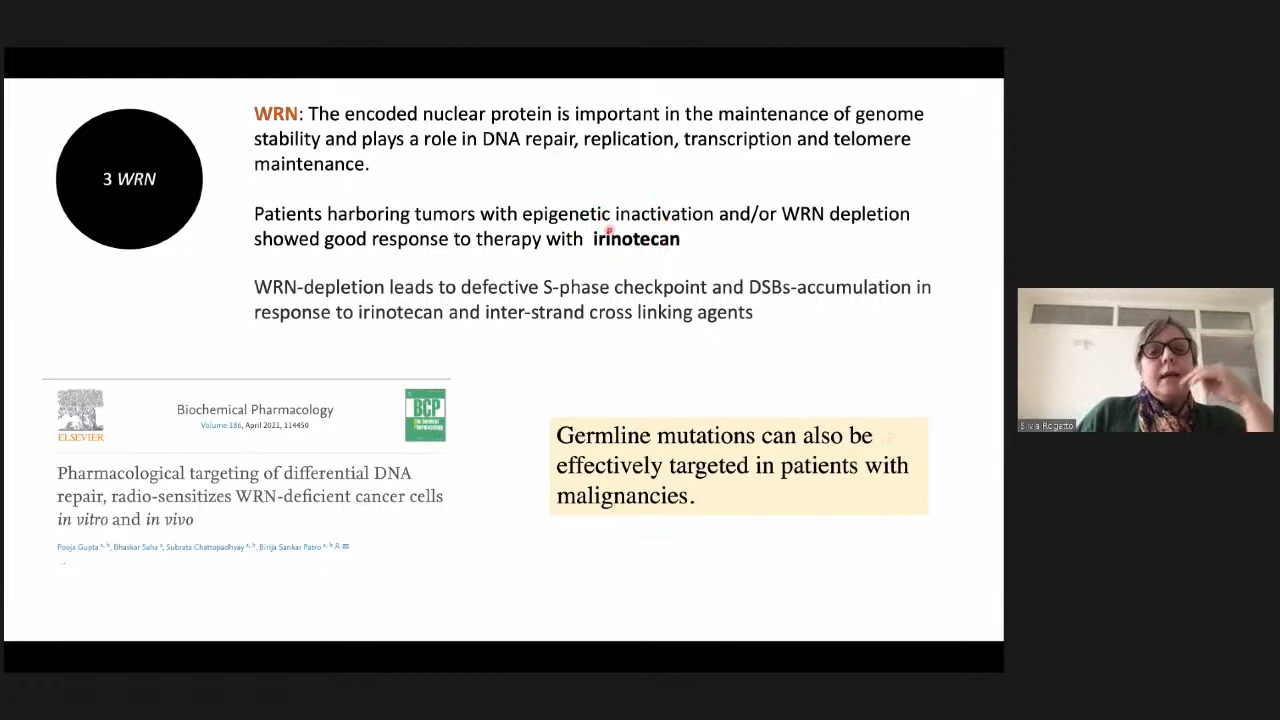 3 WRN
WRN: The encoded nuclear protein is important in the maintenance of genome
stability and plays a role in DNA repair, replication, transcription and telomere
maintenance.
Patients harboring tumors with epigenetic inactivation and/or WRN depletion
showed good response to therapy with irinotecan
WRN-depletion leads to defective S-phase checkpoint and DSBs-accumulation in
response to irinotecan and inter-strand cross linking agents
ELSEVIER
Biochemical Pharmacology
Volume 186, April 2021, 114450
BCP
Biochemical
Pharmacology
Pharmacological targeting of differential DNA
repair, radio-sensitizes WRN-deficient cancer cells
in vitro and in vivo
Pooja Gupta a, b, Bhaskar Saha a, Subrata Chattopadhyay a, b, Birija Sankar Patro a, b
Germline mutations can also be
effectively targeted in patients with
malignancies.
Silvia Rogatto